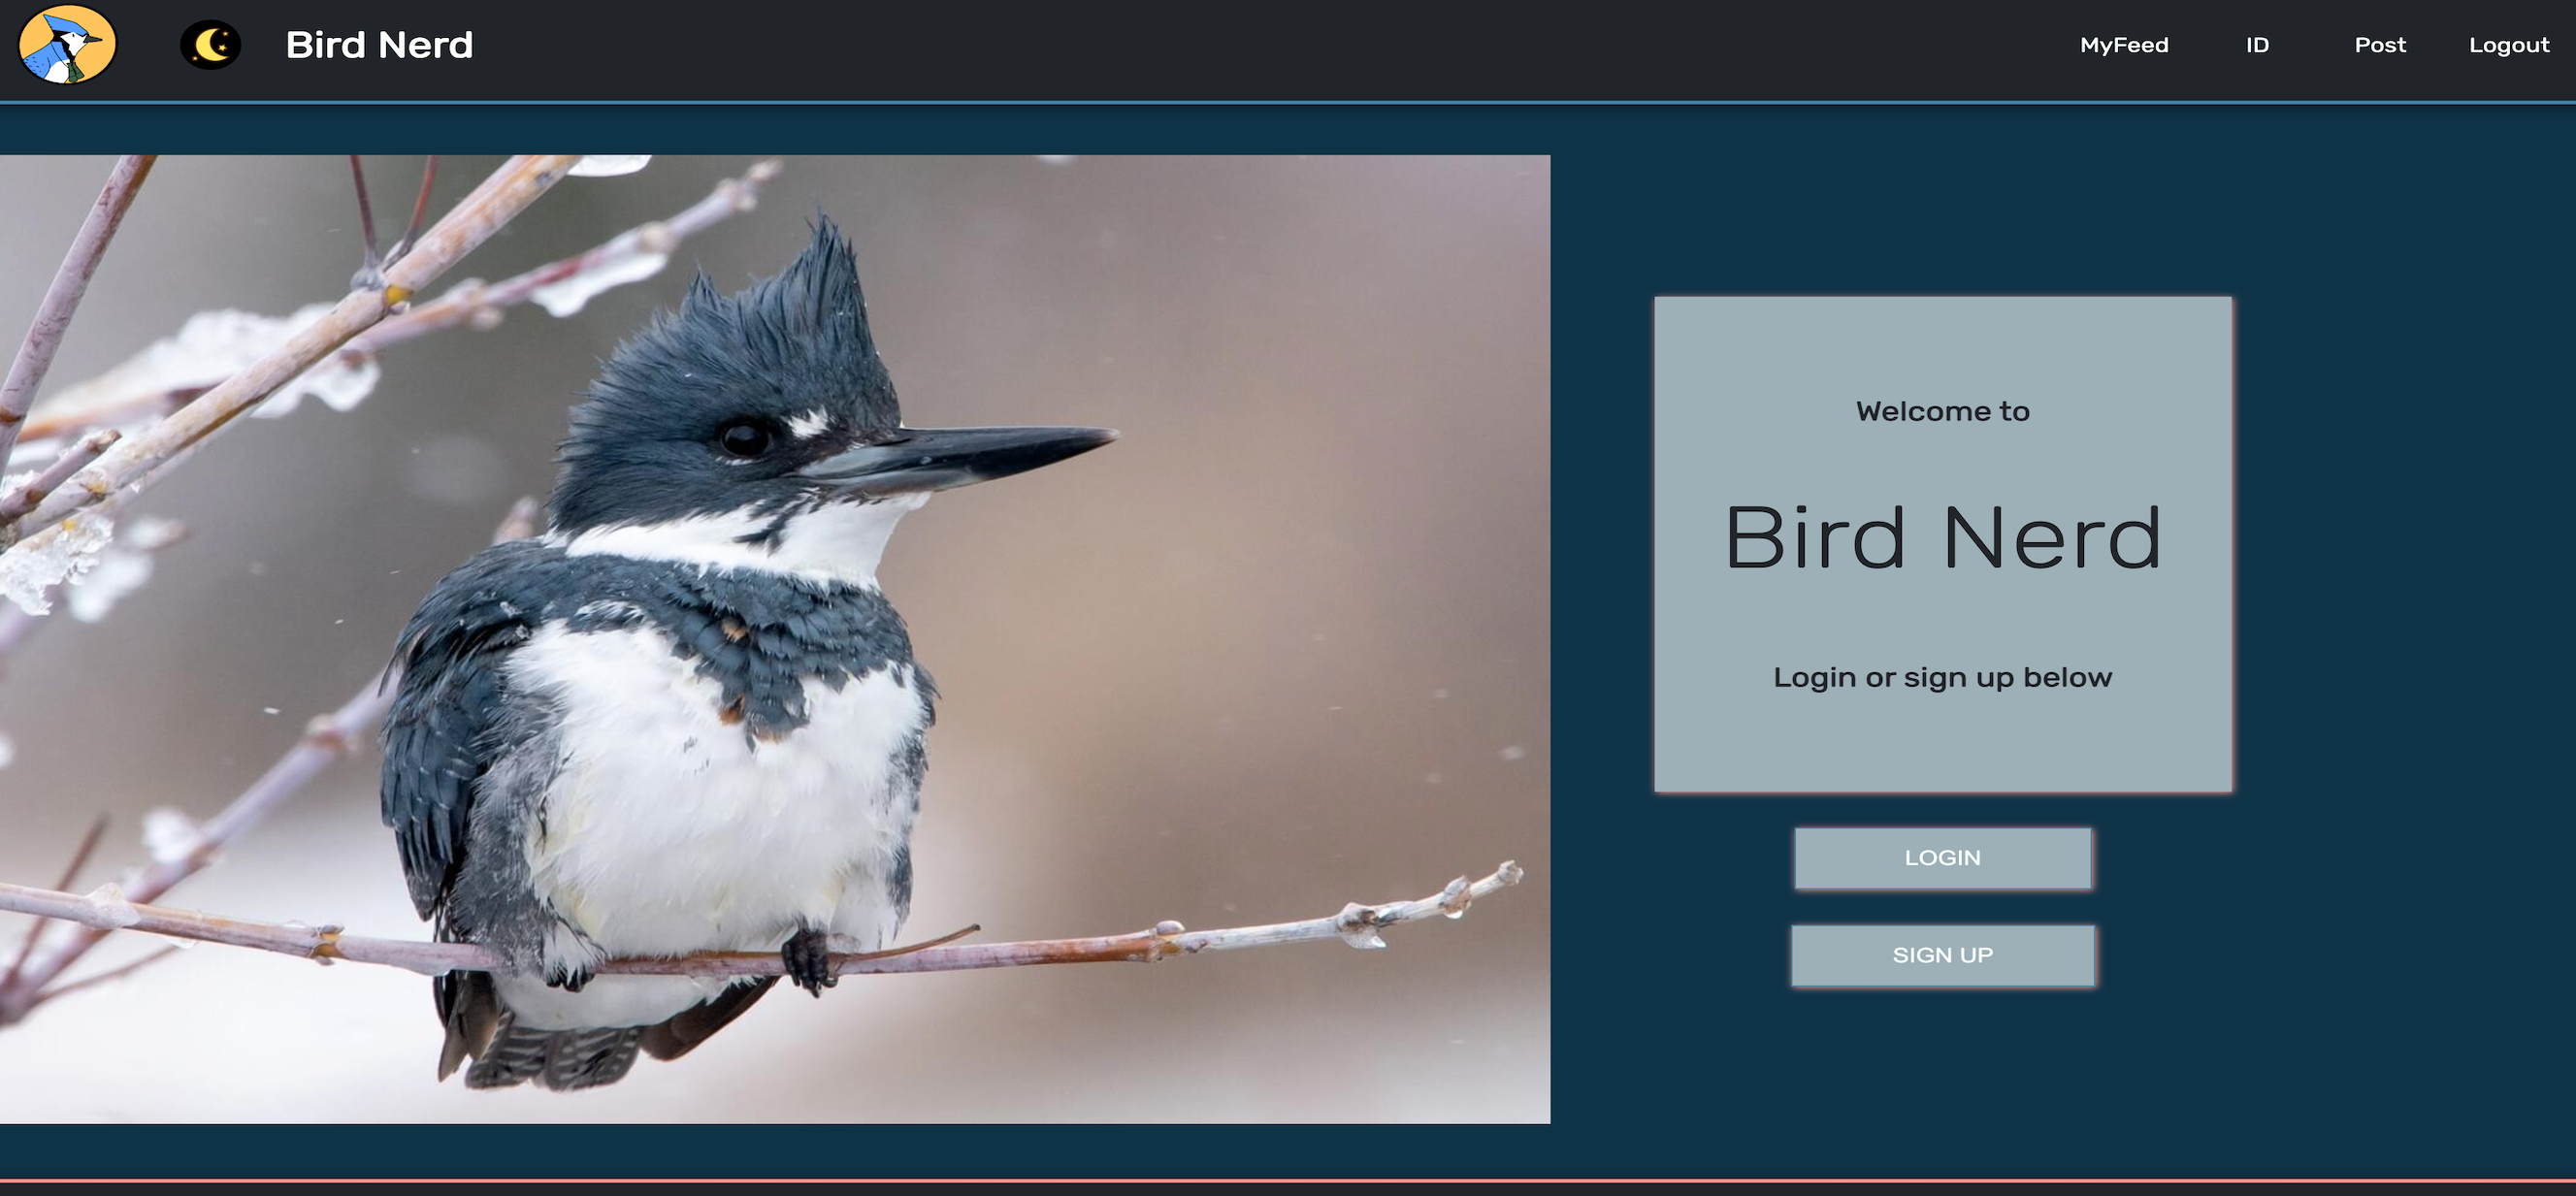 Bird Nerd
MyFeed
ID
Post
Logout
Welcome to
Bird Nerd
Login or sign up below
LOGIN
SIGN UP